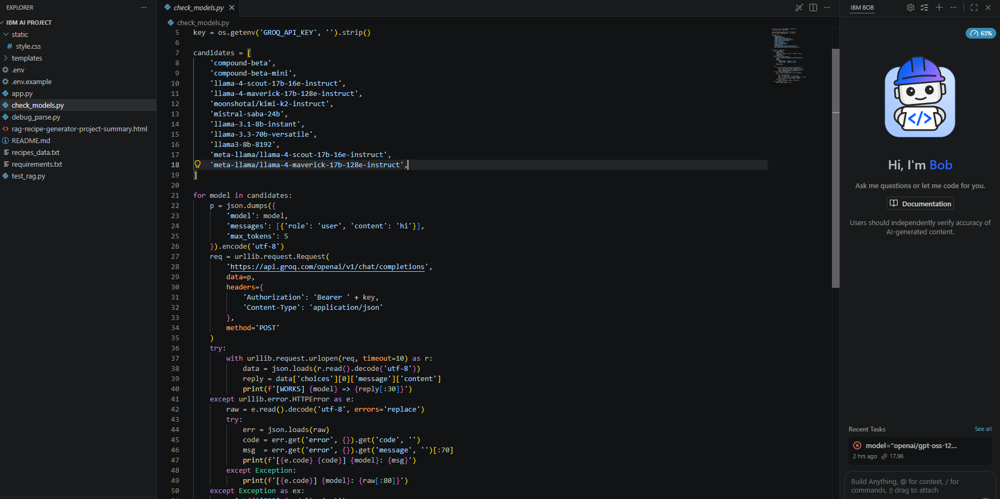 EXPLORER
IBM AI PROJECT
static
# style.css
templates
.env
.env.example
app.py
check_models.py
debug_parse.py
rag-recipe-generator-project-summary.html
README.md
recipes_data.txt
requirements.txt
test_rag.py
check_models.py
check_models.py
5 key = os.getenv('GROQ_API_KEY', '').strip()
6
7 candidates = [
8 'compound-beta',
9 'compound-beta-mini',
10 'llama-4-scout-17b-16e-instruct',
11 'llama-4-maverick-17b-128e-instruct',
12 'moonshotai/kimi-k2-instruct',
13 'mistral-saba-24b',
14 'llama-3.1-8b-instant',
15 'llama-3.3-70b-versatile',
16 'llama3-8b-8192',
17 'meta-llama/llama-4-scout-17b-16e-instruct',
18 'meta-llama/llama-4-maverick-17b-128e-instruct',
19 ]
20
21 for model in candidates:
22 p = json.dumps({
23 'model': model,
24 'messages': [{'role': 'user', 'content': 'hi'}],
25 'max_tokens': 5
26 }).encode('utf-8')
27 req = urllib.request.Request(
28 'https://api.groq.com/openai/v1/chat/completions',
29 data=p,
30 headers={
31 'Authorization': 'Bearer ' + key,
32 'Content-Type': 'application/json'
33 },
34 method='POST'
35 )
36 try:
37 with urllib.request.urlopen(req, timeout=10) as r:
38 data = json.loads(r.read().decode('utf-8'))
39 reply = data['choices'][0]['message']['content']
40 print(f'[WORKS] {model} => {reply[:30]}')
41 except urllib.error.HTTPError as e:
42 raw = e.read().decode('utf-8', errors='replace')
43 try:
44 err = json.loads(raw)
45 code = err.get('error', {}).get('code', '')
46 msg  = err.get('error', {}).get('message', '')[:70]
47 print(f'[{e.code} {code}] {model}: {msg}')
48 except Exception:
49 print(f'[{e.code}] {model}: {raw[:80]}')
50 except Exception as ex:
IBM BOB
63%
</>
Hi, I'm Bob
Ask me questions or let me code for you.
Documentation
Users should independently verify accuracy of
AI-generated content.
Recent Tasks
See all
model="openai/gpt-oss-12...
2 hrs ago 17.96
Build Anything, @ for context, / for
commands, ⇧ drag to attach